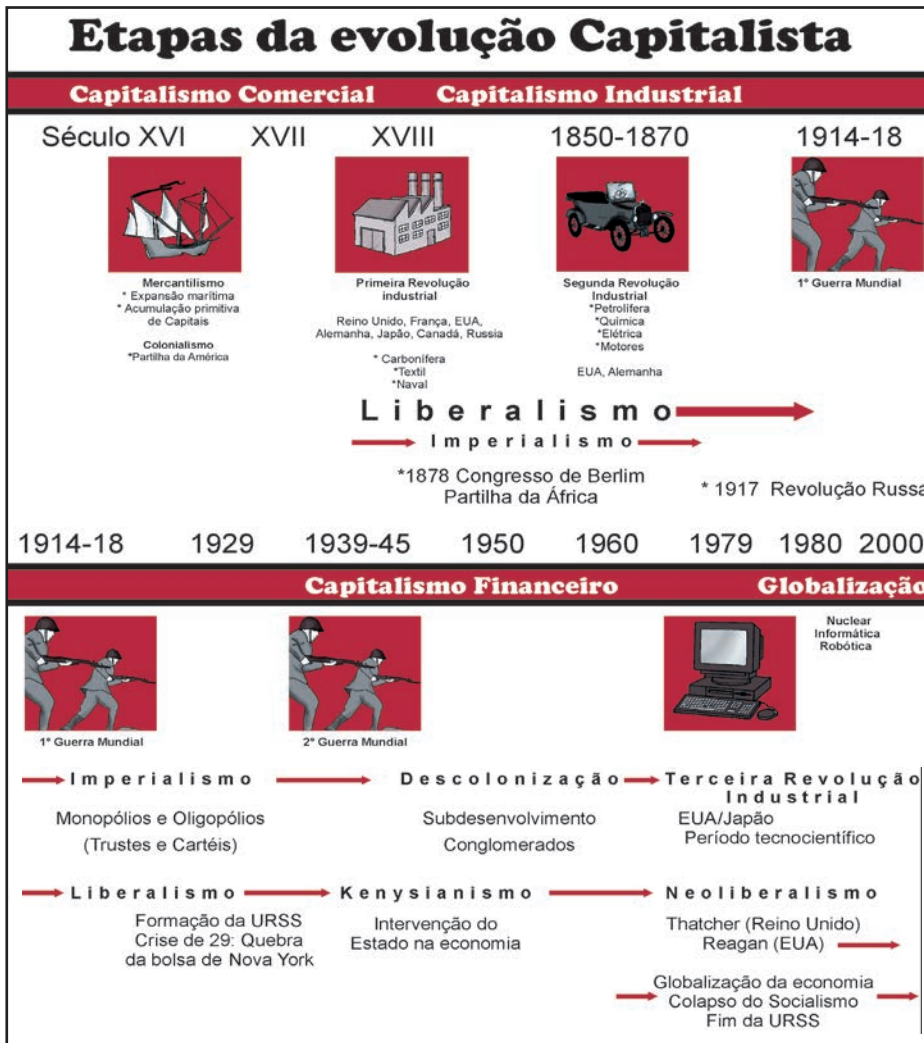 Etapas da evolução Capitalista
Capitalismo Comercial
Capitalismo Industrial
Século XVI
XVII
XVIII
1850-1870
1914-18
Mercantilismo
* Expansão marítima
* Acumulação primitiva
de Capitais
Colonialismo
*Partilha da América
Primeira Revolução
industrial
Reino Unido, França, EUA,
Alemanha, Japão, Canadá, Russia
* Carbonífera
*Textil
*Naval
Segunda Revolução
Industrial
*Petrolífera
*Química
*Elétrica
*Motores
EUA, Alemanha
1º Guerra Mundial
Liberalismo
Imperialismo
*1878 Congresso de Berlim
Partilha da África
* 1917 Revolução Russa
1914-18
1929
1939-45
1950
1960
1979
1980
2000
Capitalismo Financeiro
Globalização
1º Guerra Mundial
2º Guerra Mundial
Nuclear
Informática
Robótica
Imperialismo
Monopólios e Oligopólios
(Trustes e Cartéis)
Descolonização
Subdesenvolvimento
Conglomerados
Terceira Revolução
Industrial
EUA/Japão
Período tecnocientífico
Liberalismo
Formação da URSS
Crise de 29: Quebra
da bolsa de Nova York
Kenysianismo
Intervenção do
Estado na economia
Neoliberalismo
Thatcher (Reino Unido)
Reagan (EUA)
Globalização da economia
Colapso do Socialismo
Fim da URSS